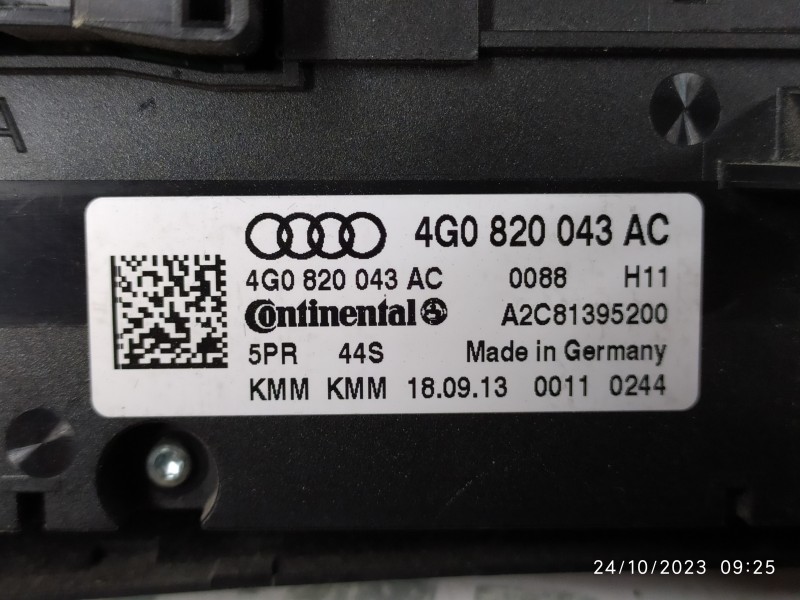 A
4G0 820 043 AC
4G0 820 043 AC 0088 H11
Continental A2C81395200
5PR 44S Made in Germany
KMM KMM 18.09.13 0011 0244
24/10/2023 09:25